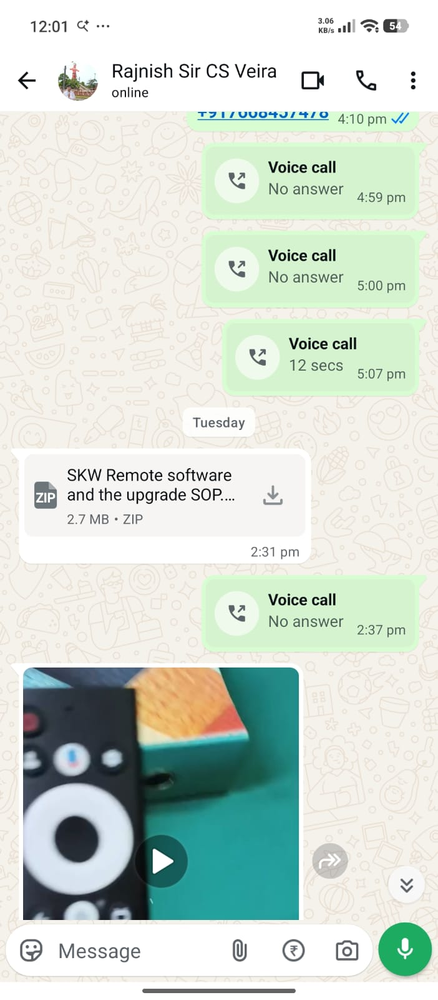 12:01
3.06
KB/s
54
Rajnish Sir CS Veira
online
4:10 pm
Voice call
No answer
4:59 pm
Voice call
No answer
5:00 pm
Voice call
12 secs
5:07 pm
Tuesday
ZIP
SKW Remote software
and the upgrade SOP....
2.7 MB • ZIP
2:31 pm
Voice call
No answer
2:37 pm
Message